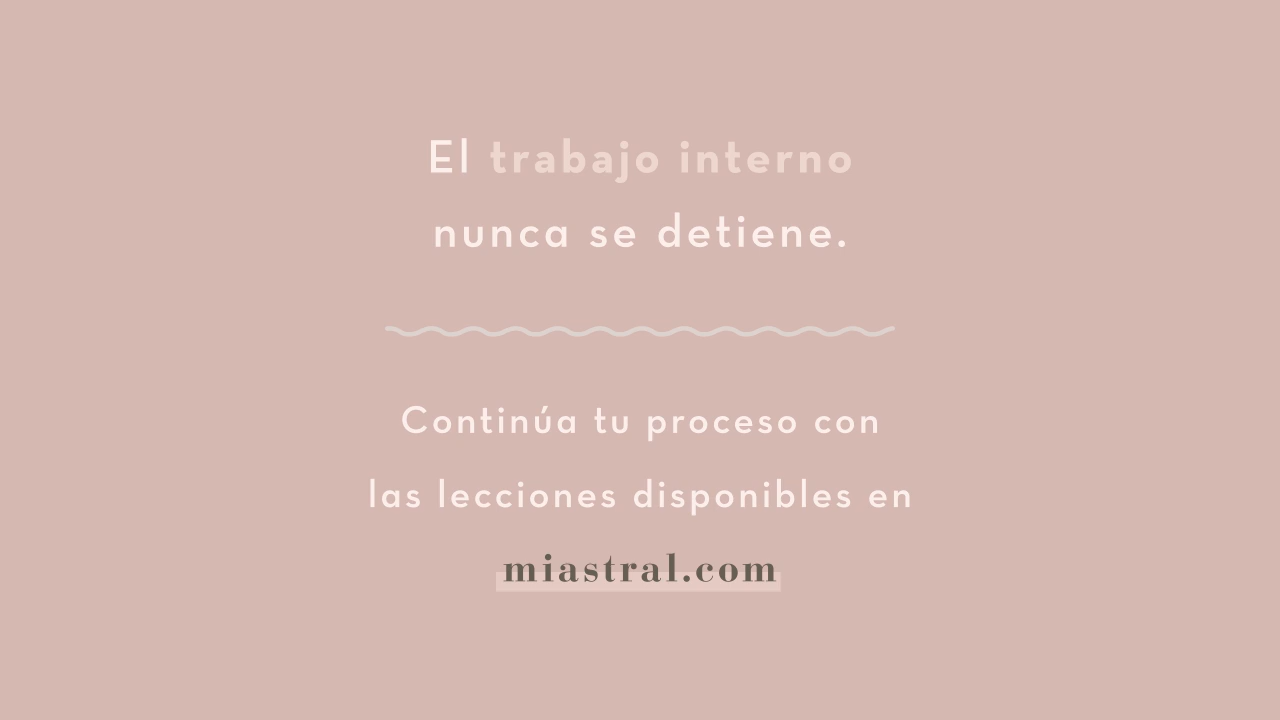 El trabajo interno
nunca se detiene.
Continúa tu proceso con
las lecciones disponibles en
miastral.com